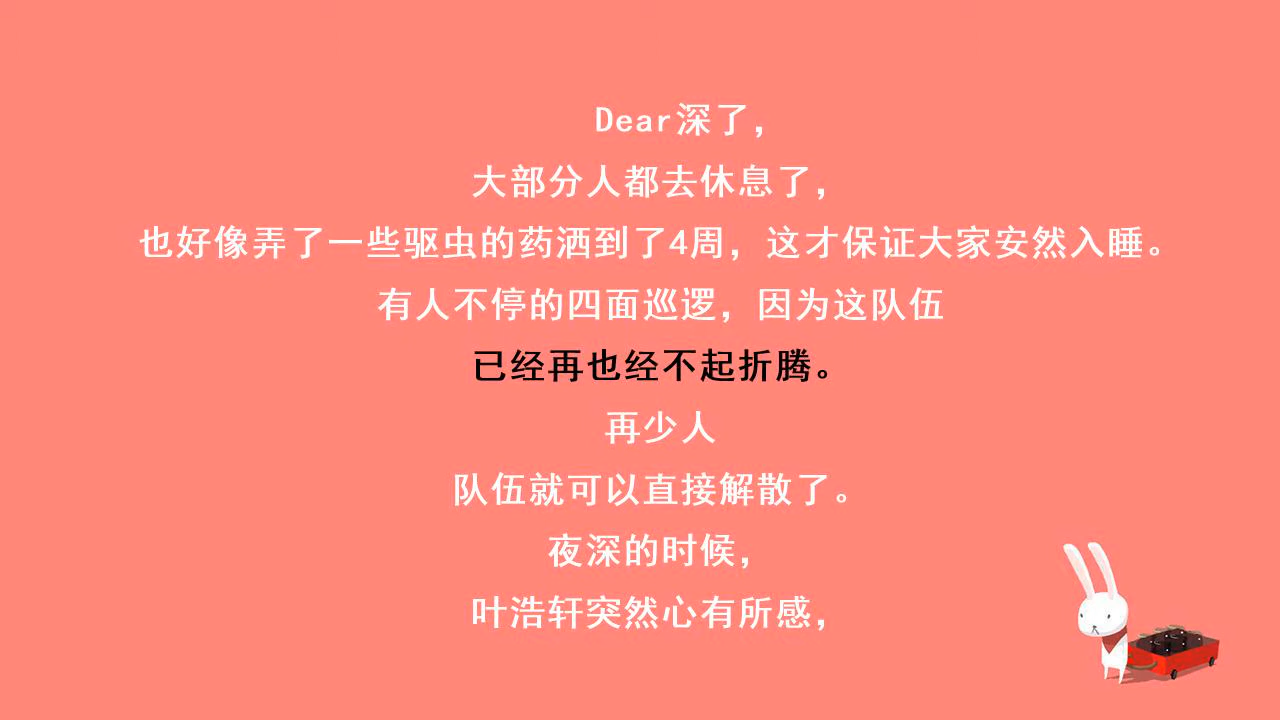 Dear深了，
大部分人都去休息了，
也好像弄了一些驱虫的药洒到了4周，这才保证大家安然入睡。
有人不停的四面巡逻，因为这队伍
已经再也经不起折腾。
再少人
队伍就可以直接解散了。
夜深的时候，
叶浩轩突然心有所感，